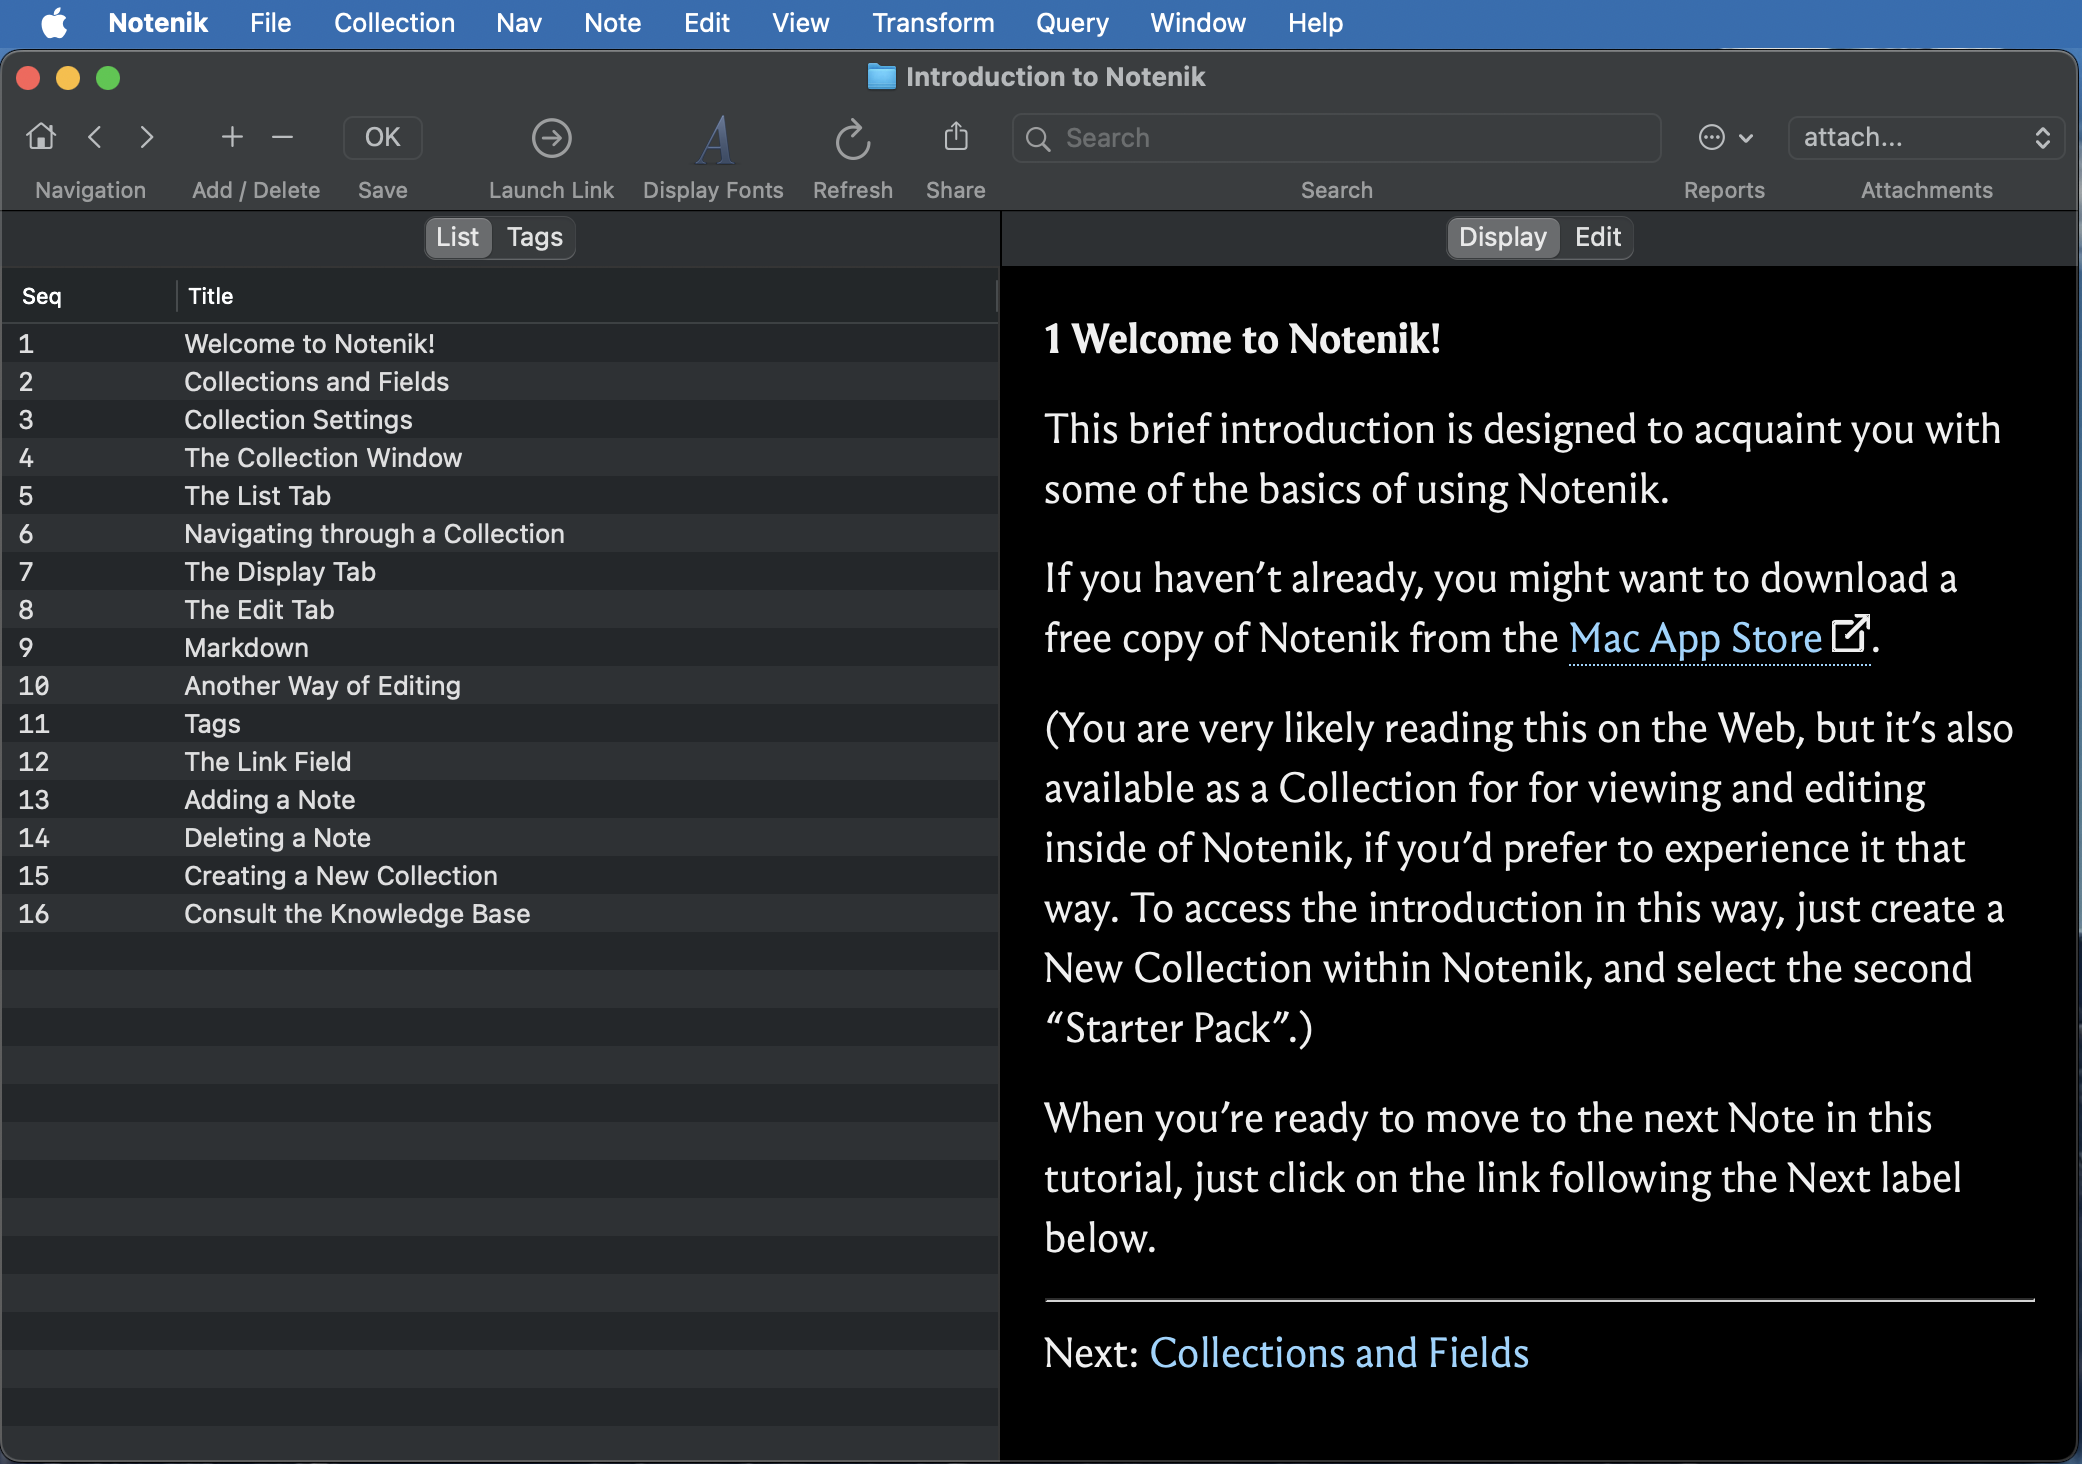 Notenik File Collection Nav Note Edit View Transform Query Window Help
Introduction to Notenik
OK
Search
attach...
Navigation Add / Delete Save Launch Link Display Fonts Refresh Share Search Reports Attachments
List Tags
Display Edit
Seq Title
1 Welcome to Notenik!
2 Collections and Fields
3 Collection Settings
4 The Collection Window
5 The List Tab
6 Navigating through a Collection
7 The Display Tab
8 The Edit Tab
9 Markdown
10 Another Way of Editing
11 Tags
12 The Link Field
13 Adding a Note
14 Deleting a Note
15 Creating a New Collection
16 Consult the Knowledge Base
1 Welcome to Notenik!
This brief introduction is designed to acquaint you with
some of the basics of using Notenik.
If you haven’t already, you might want to download a
free copy of Notenik from the Mac App Store.
(You are very likely reading this on the Web, but it’s also
available as a Collection for for viewing and editing
inside of Notenik, if you’d prefer to experience it that
way. To access the introduction in this way, just create a
New Collection within Notenik, and select the second
“Starter Pack”.)
When you’re ready to move to the next Note in this
tutorial, just click on the link following the Next label
below.
Next: Collections and Fields